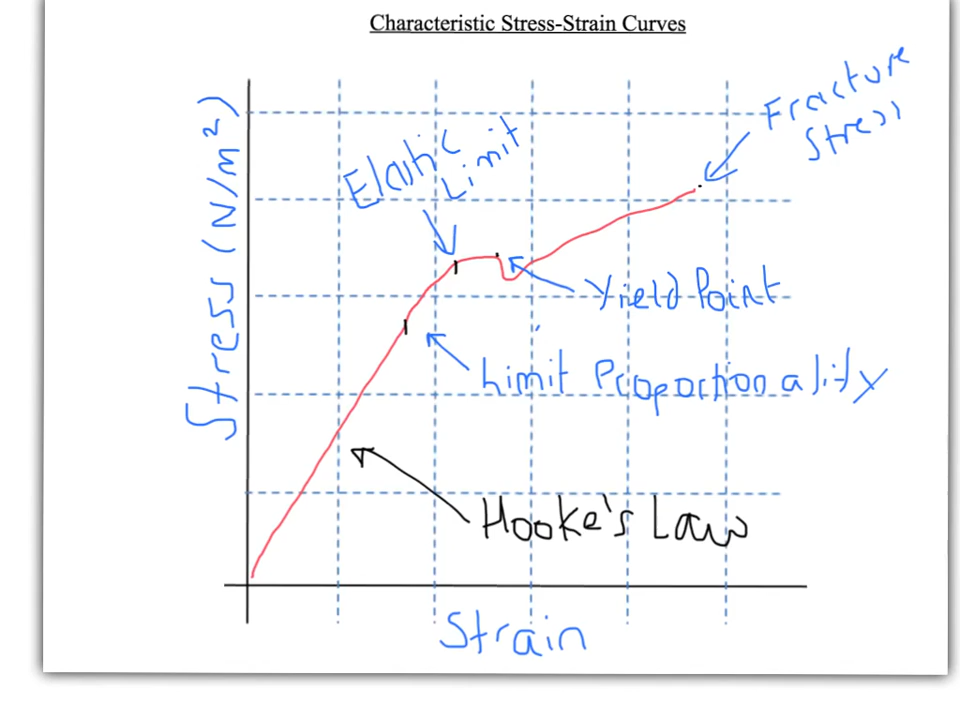 Characteristic Stress-Strain Curves
Fracture
Stress
Elastic
Limit
Stress (N/m²)
Yield Point
Limit Proportionality
Hooke's Law
Strain